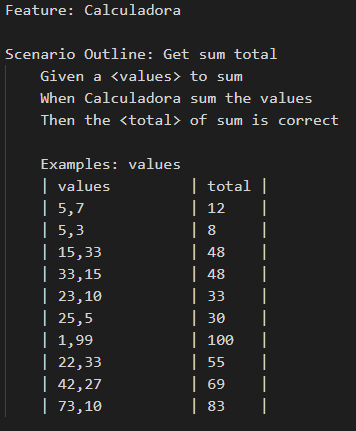 Feature: Calculadora
Scenario Outline: Get sum total
Given a <values> to sum
When Calculadora sum the values
Then the <total> of sum is correct
Examples: values
| values | total |
| 5,7 | 12 |
| 5,3 | 8 |
| 15,33 | 48 |
| 33,15 | 48 |
| 23,10 | 33 |
| 25,5 | 30 |
| 1,99 | 100 |
| 22,33 | 55 |
| 42,27 | 69 |
| 73,10 | 83 |